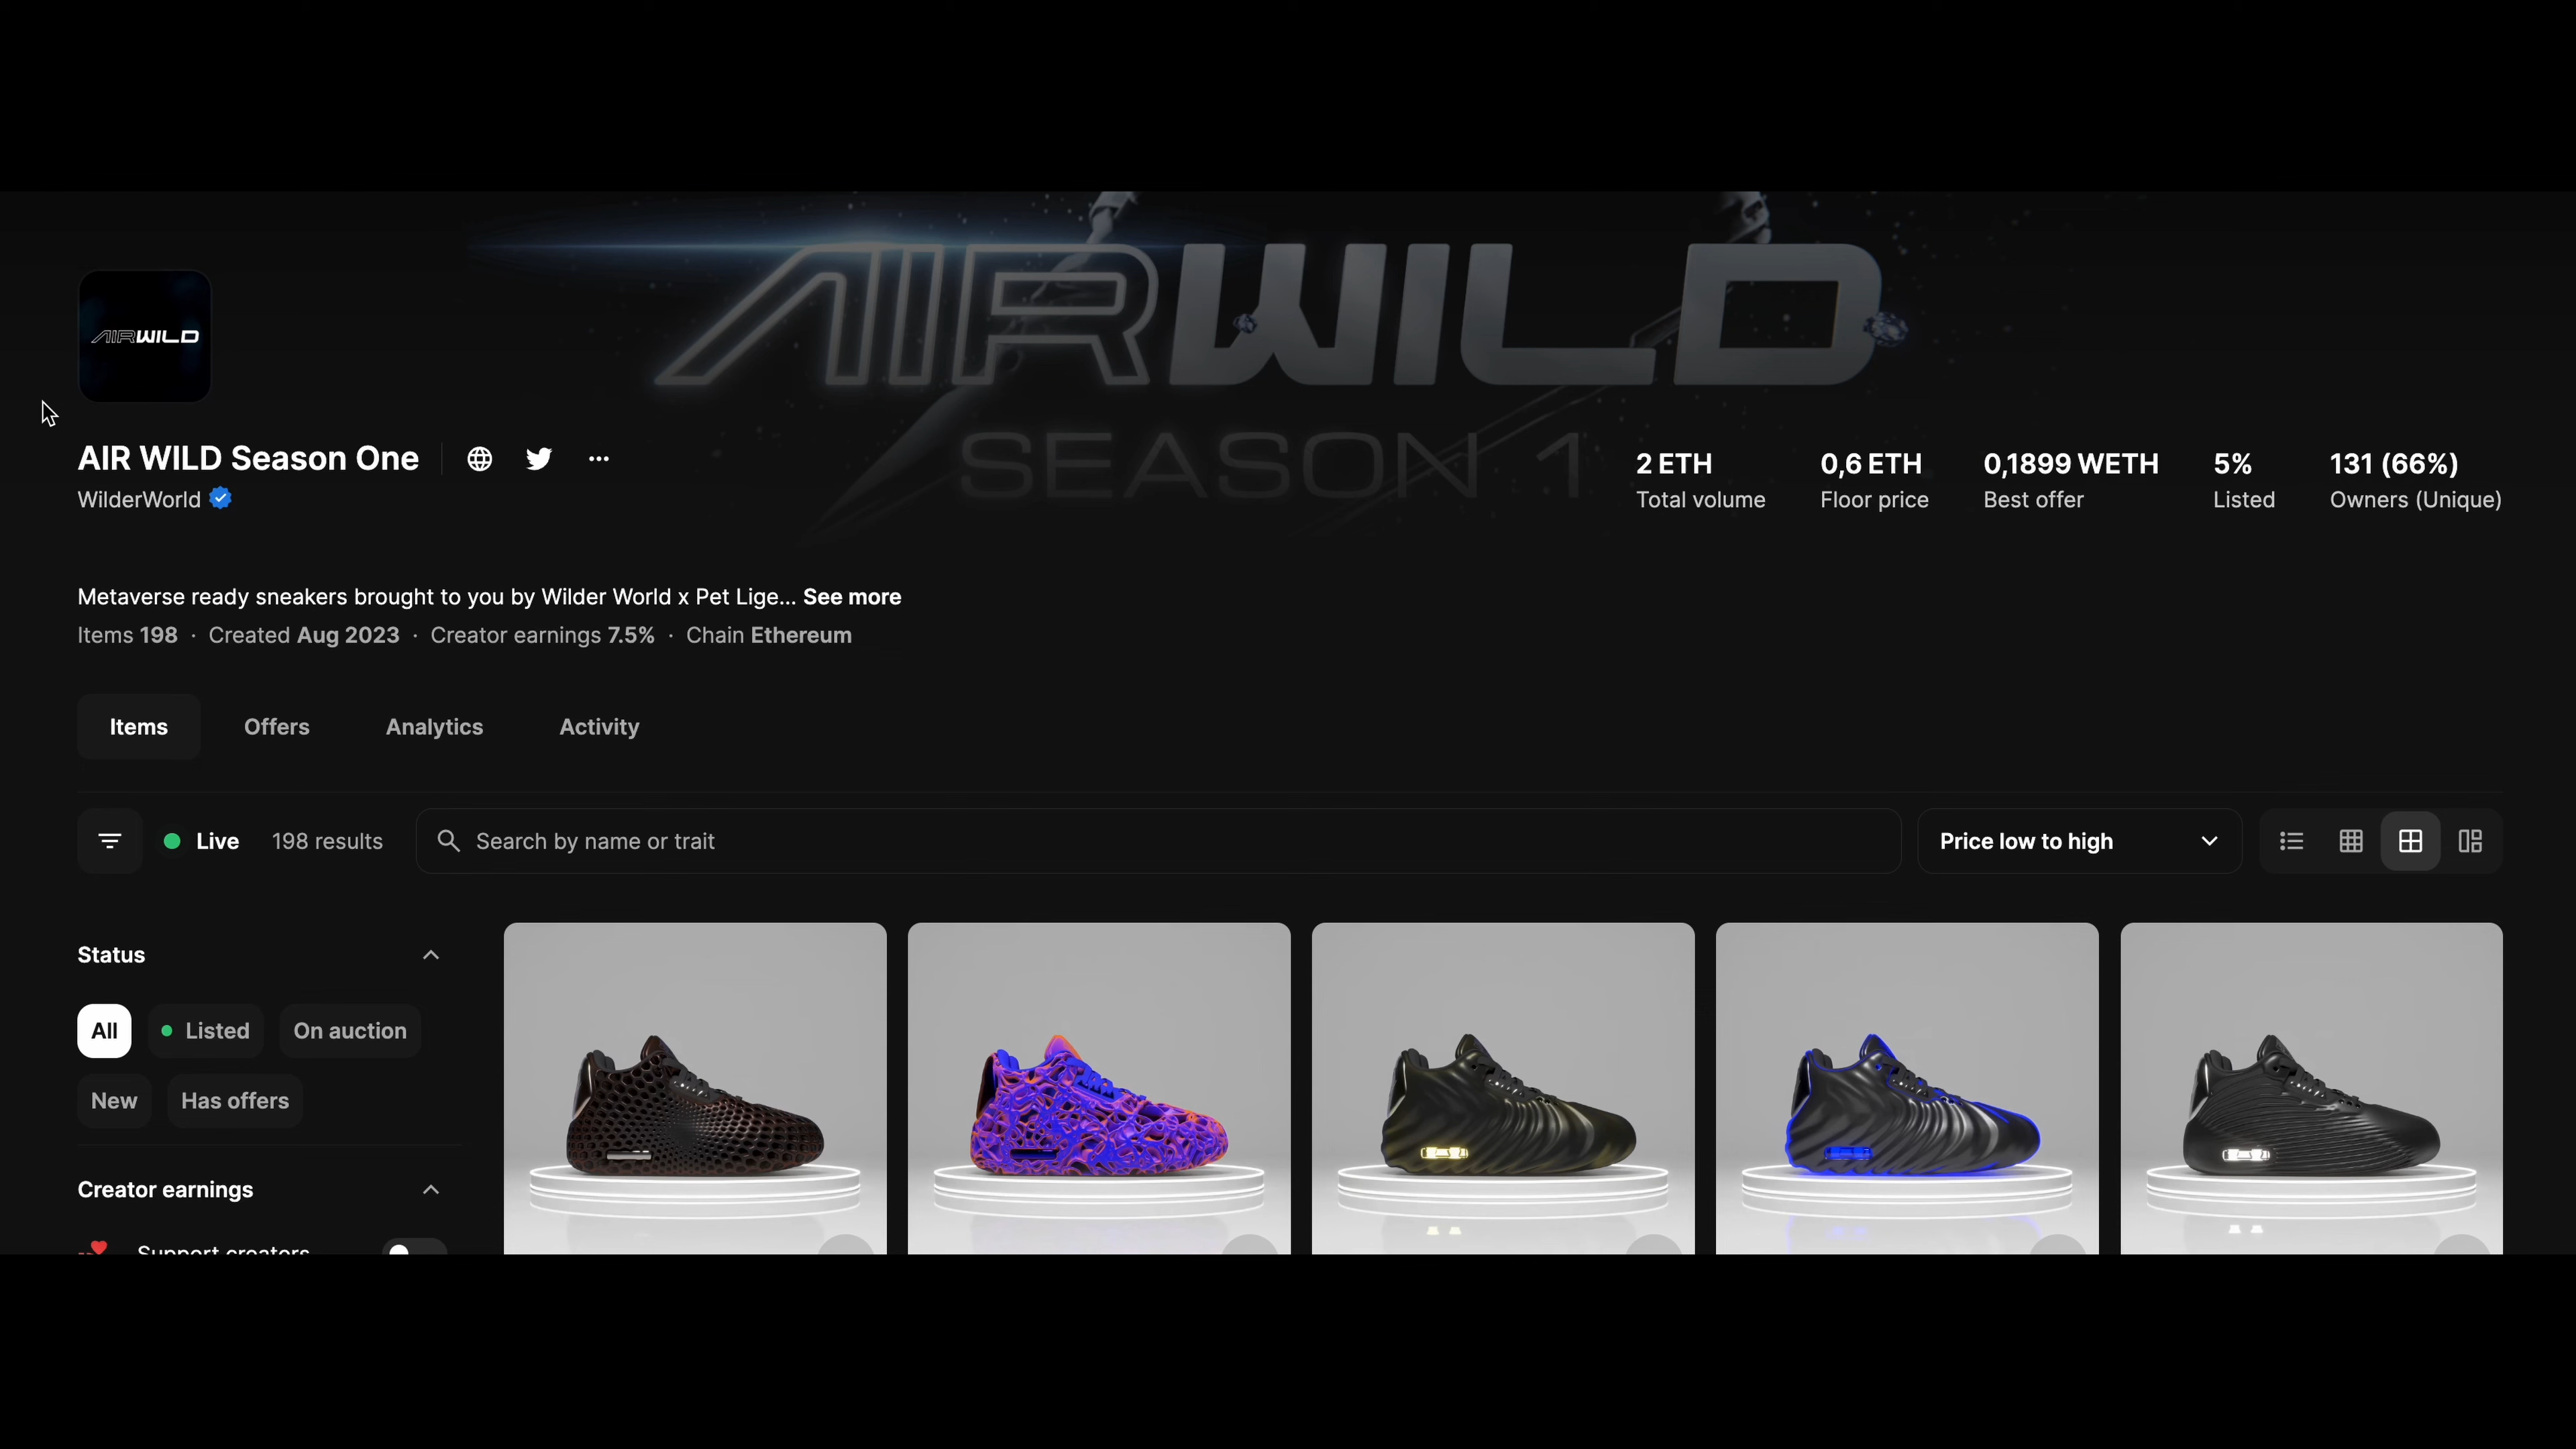 AIRWILD
SEASON 1
AIRWILD
AIR WILD Season One
WilderWorld
2 ETH
Total volume
0,6 ETH
Floor price
0,1899 WETH
Best offer
5%
Listed
131 (66%)
Owners (Unique)
Metaverse ready sneakers brought to you by Wilder World x Pet Lige... See more
Items 198 · Created Aug 2023 · Creator earnings 7.5% · Chain Ethereum
Items Offers Analytics Activity
Live 198 results Search by name or trait Price low to high
Status
All Listed On auction
New Has offers
Creator earnings
Support creators